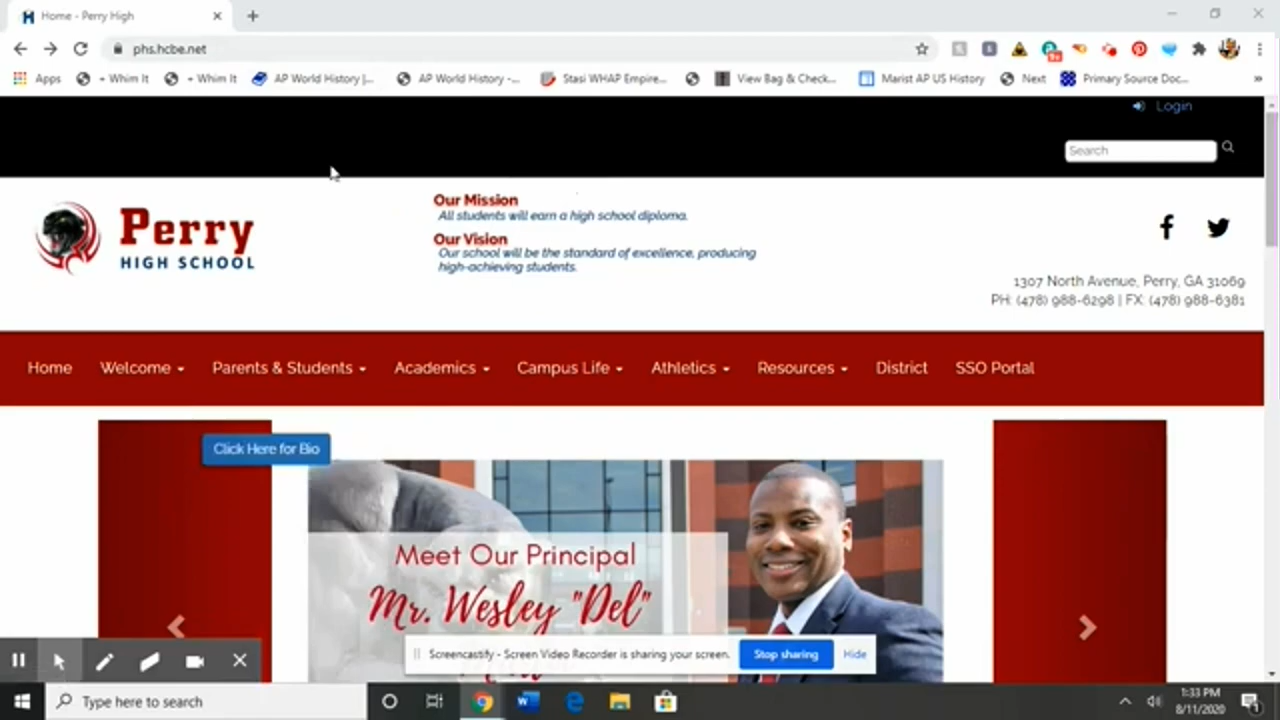 Home - Perry High
phs.hcbe.net
Apps + Whim It + Whim It AP World History |... AP World History -... Stasi WHAP Empire... View Bag & Check... Marist AP US History Next Primary Source Doc... »
Login
Search
Our Mission
All students will earn a high school diploma.
Our Vision
Our school will be the standard of excellence, producing
high-achieving students.
Perry
HIGH SCHOOL
1307 North Avenue, Perry, GA 31069
PH: (478) 988-6298 | FX: (478) 988-6381
Home Welcome Parents & Students Academics Campus Life Athletics Resources District SSO Portal
Click Here for Bio
Meet Our Principal
Mr. Wesley "Del"
Screencastify - Screen Video Recorder is sharing your screen. Stop sharing Hide
Type here to search
1:33 PM
8/11/2020